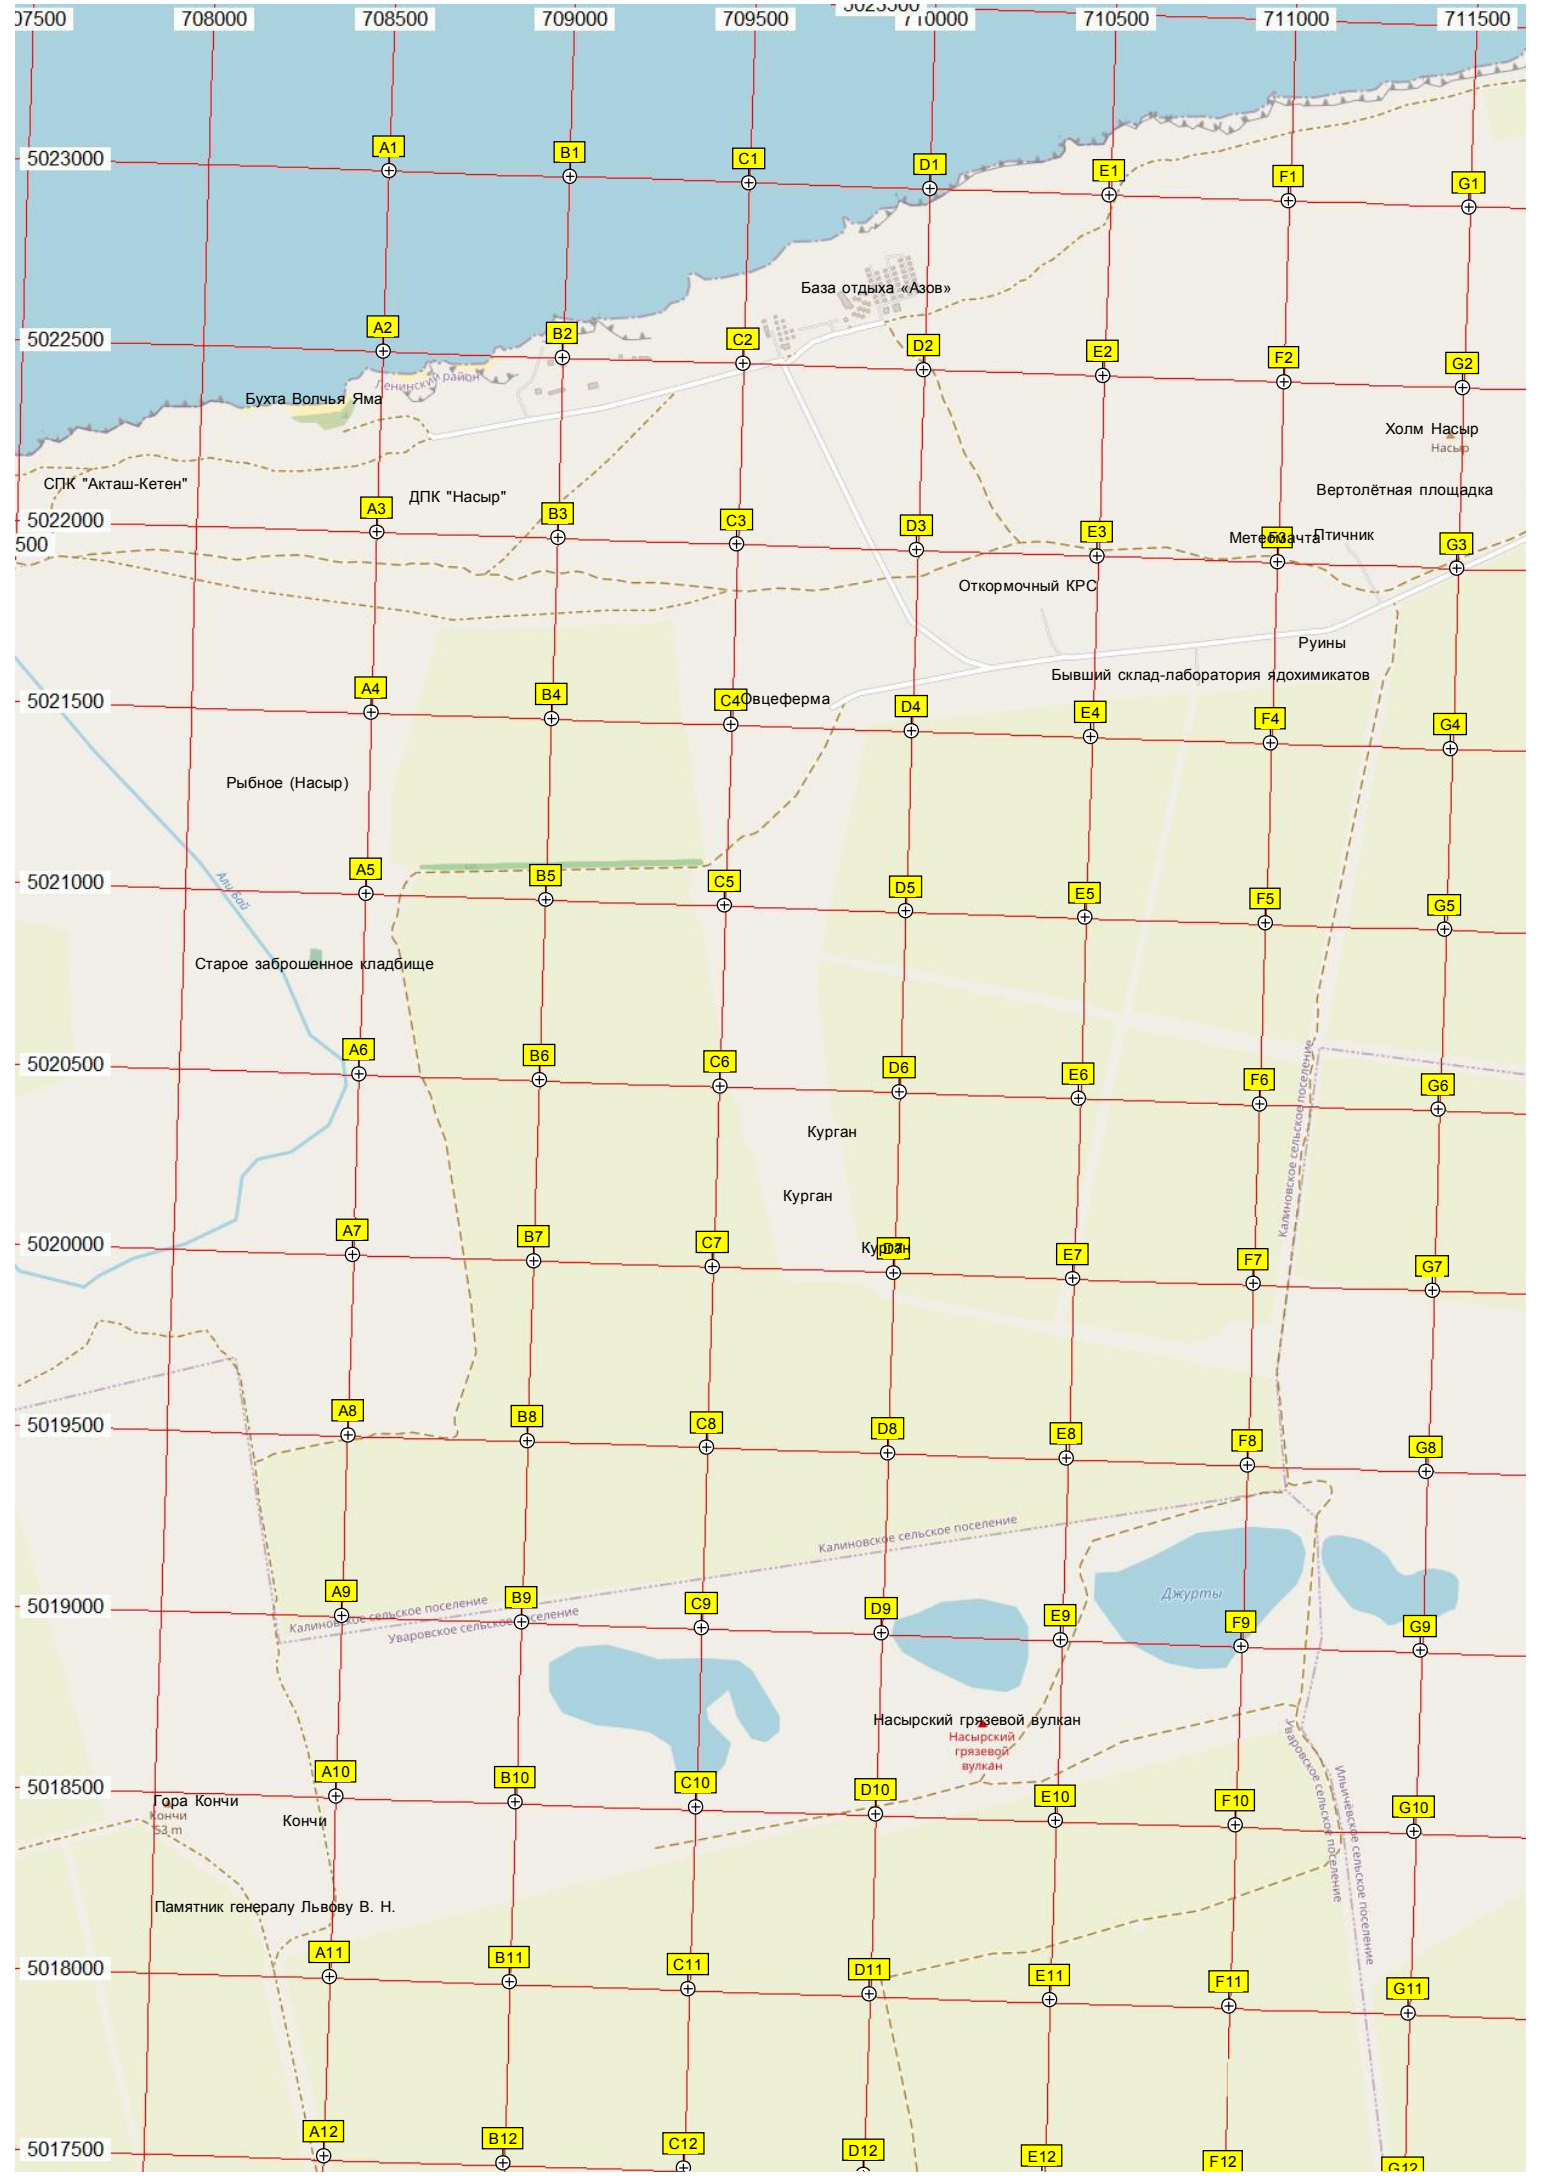 07500 708000 708500 709000 709500 5023500 710000 710500 711000 711500
5023000
A1 B1 C1 D1 E1 F1 G1
База отдыха «Азов»
5022500
A2 B2 C2 D2 E2 F2 G2
Ленинский район
Бухта Волчья Яма
Холм Насыр
Насыр
СПК "Акташ-Кетен"
ДПК "Насыр"
Вертолётная площадка
5022000
500
A3 B3 C3 D3 E3 F3 G3
Метеомачта
Птичник
Откормочный КРС
Руины
Бывший склад-лаборатория ядохимикатов
5021500
A4 B4 C4 D4 E4 F4 G4
Овцеферма
Рыбное (Насыр)
5021000
A5 B5 C5 D5 E5 F5 G5
Али Бай
Старое заброшенное кладбище
5020500
A6 B6 C6 D6 E6 F6 G6
Калиновское сельское поселение
Курган
Курган
5020000
A7 B7 C7 D7 E7 F7 G7
Курган
5019500
A8 B8 C8 D8 E8 F8 G8
Калиновское сельское поселение
Джурты
5019000
A9 B9 C9 D9 E9 F9 G9
Калиновское сельское поселение
Уваровское сельское поселение
Насырский грязевой вулкан
Насырский
грязевой
вулкан
5018500
A10 B10 C10 D10 E10 F10 G10
Гора Кончи
Кончи
53 m
Кончи
Уваровское сельское поселение
Ильичёвское сельское поселение
Памятник генералу Львову В. Н.
5018000
A11 B11 C11 D11 E11 F11 G11
5017500
A12 B12 C12 D12 E12 F12 G12